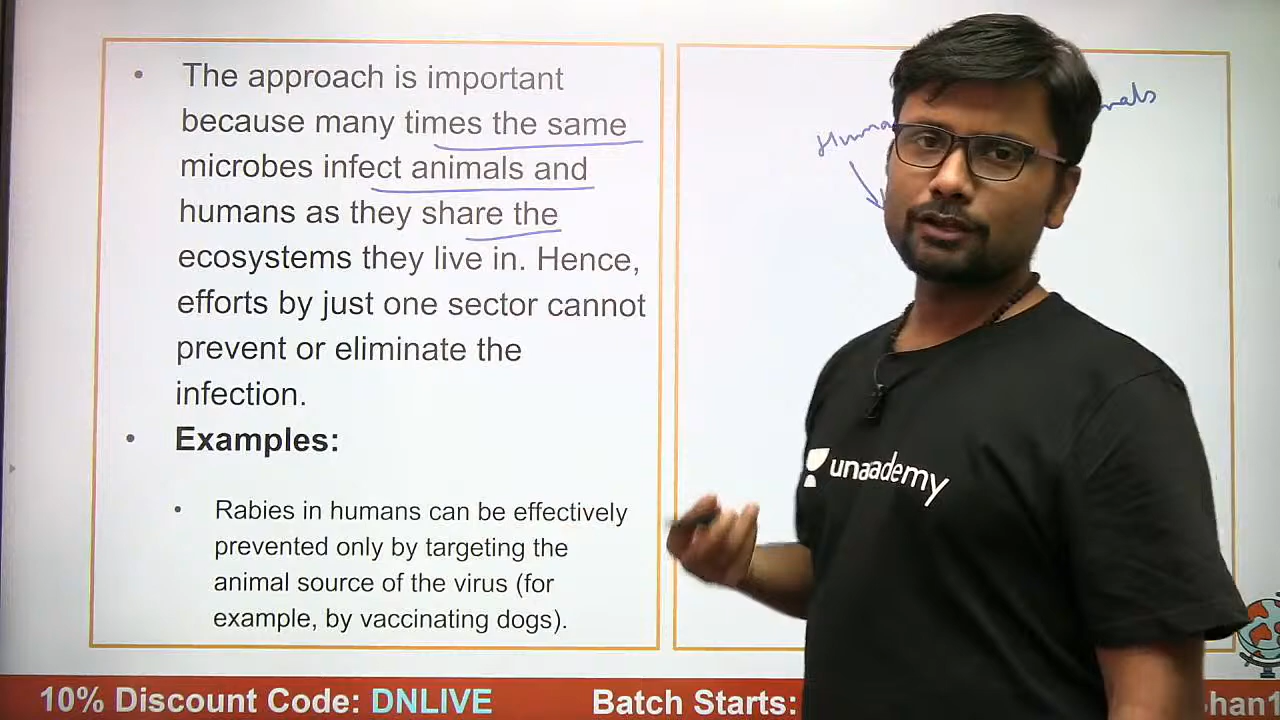 The approach is important
because many times the same
microbes infect animals and
humans as they share the
ecosystems they live in. Hence,
efforts by just one sector cannot
prevent or eliminate the
infection.
Examples:
Rabies in humans can be effectively
prevented only by targeting the
animal source of the virus (for
example, by vaccinating dogs).
unacademy
10% Discount Code: DNLIVE
Batch Starts: